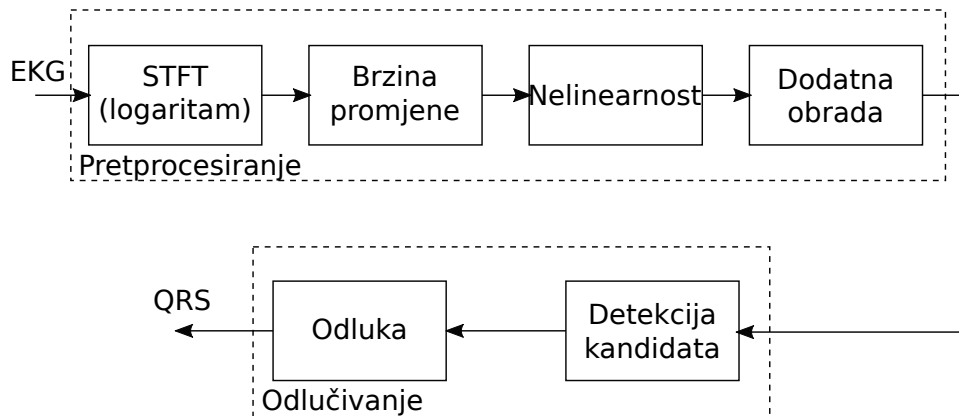 EKG
STFT
(logaritam)
Brzina
promjene
Nelinearnost
Dodatna
obrada
Pretprocesiranje
QRS
Odluka
Detekcija
kandidata
Odlučivanje